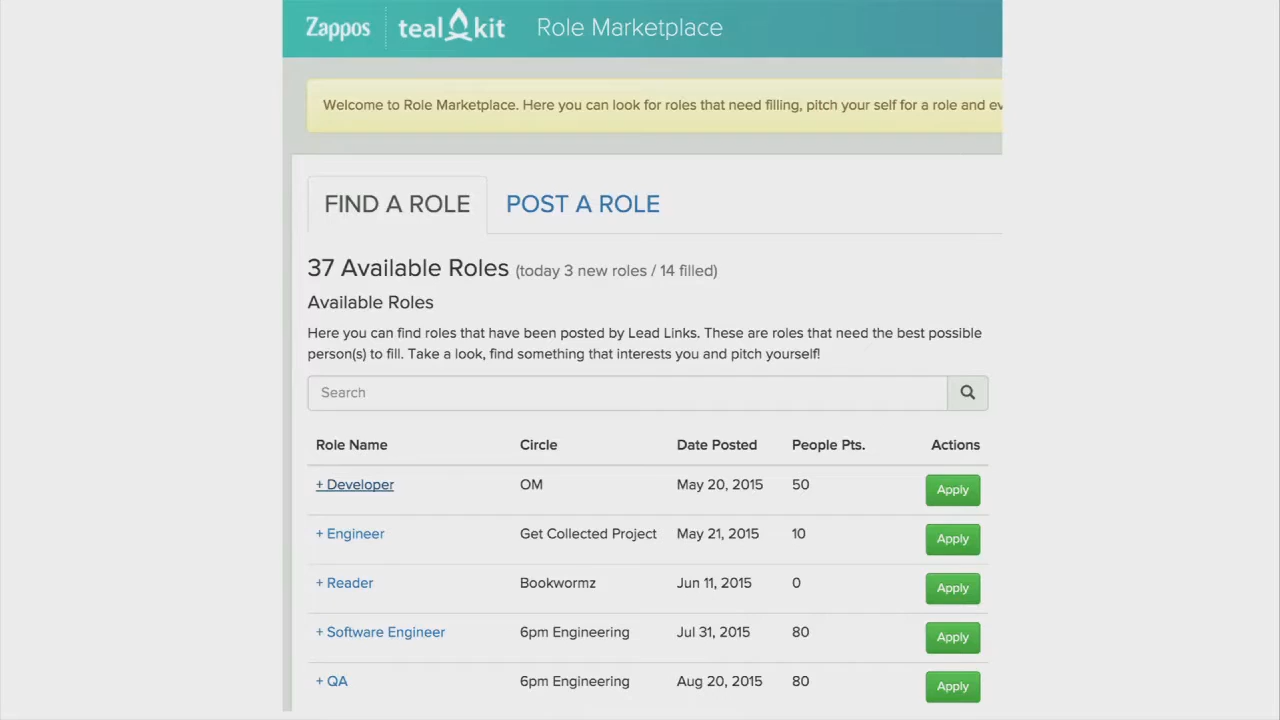 Zappos teal kit Role Marketplace
Welcome to Role Marketplace. Here you can look for roles that need filling, pitch your self for a role and ev
FIND A ROLE POST A ROLE
37 Available Roles (today 3 new roles / 14 filled)
Available Roles
Here you can find roles that have been posted by Lead Links. These are roles that need the best possible
person(s) to fill. Take a look, find something that interests you and pitch yourself!
Search
Role Name Circle Date Posted People Pts. Actions
+ Developer OM May 20, 2015 50 Apply
+ Engineer Get Collected Project May 21, 2015 10 Apply
+ Reader Bookwormz Jun 11, 2015 0 Apply
+ Software Engineer 6pm Engineering Jul 31, 2015 80 Apply
+ QA 6pm Engineering Aug 20, 2015 80 Apply